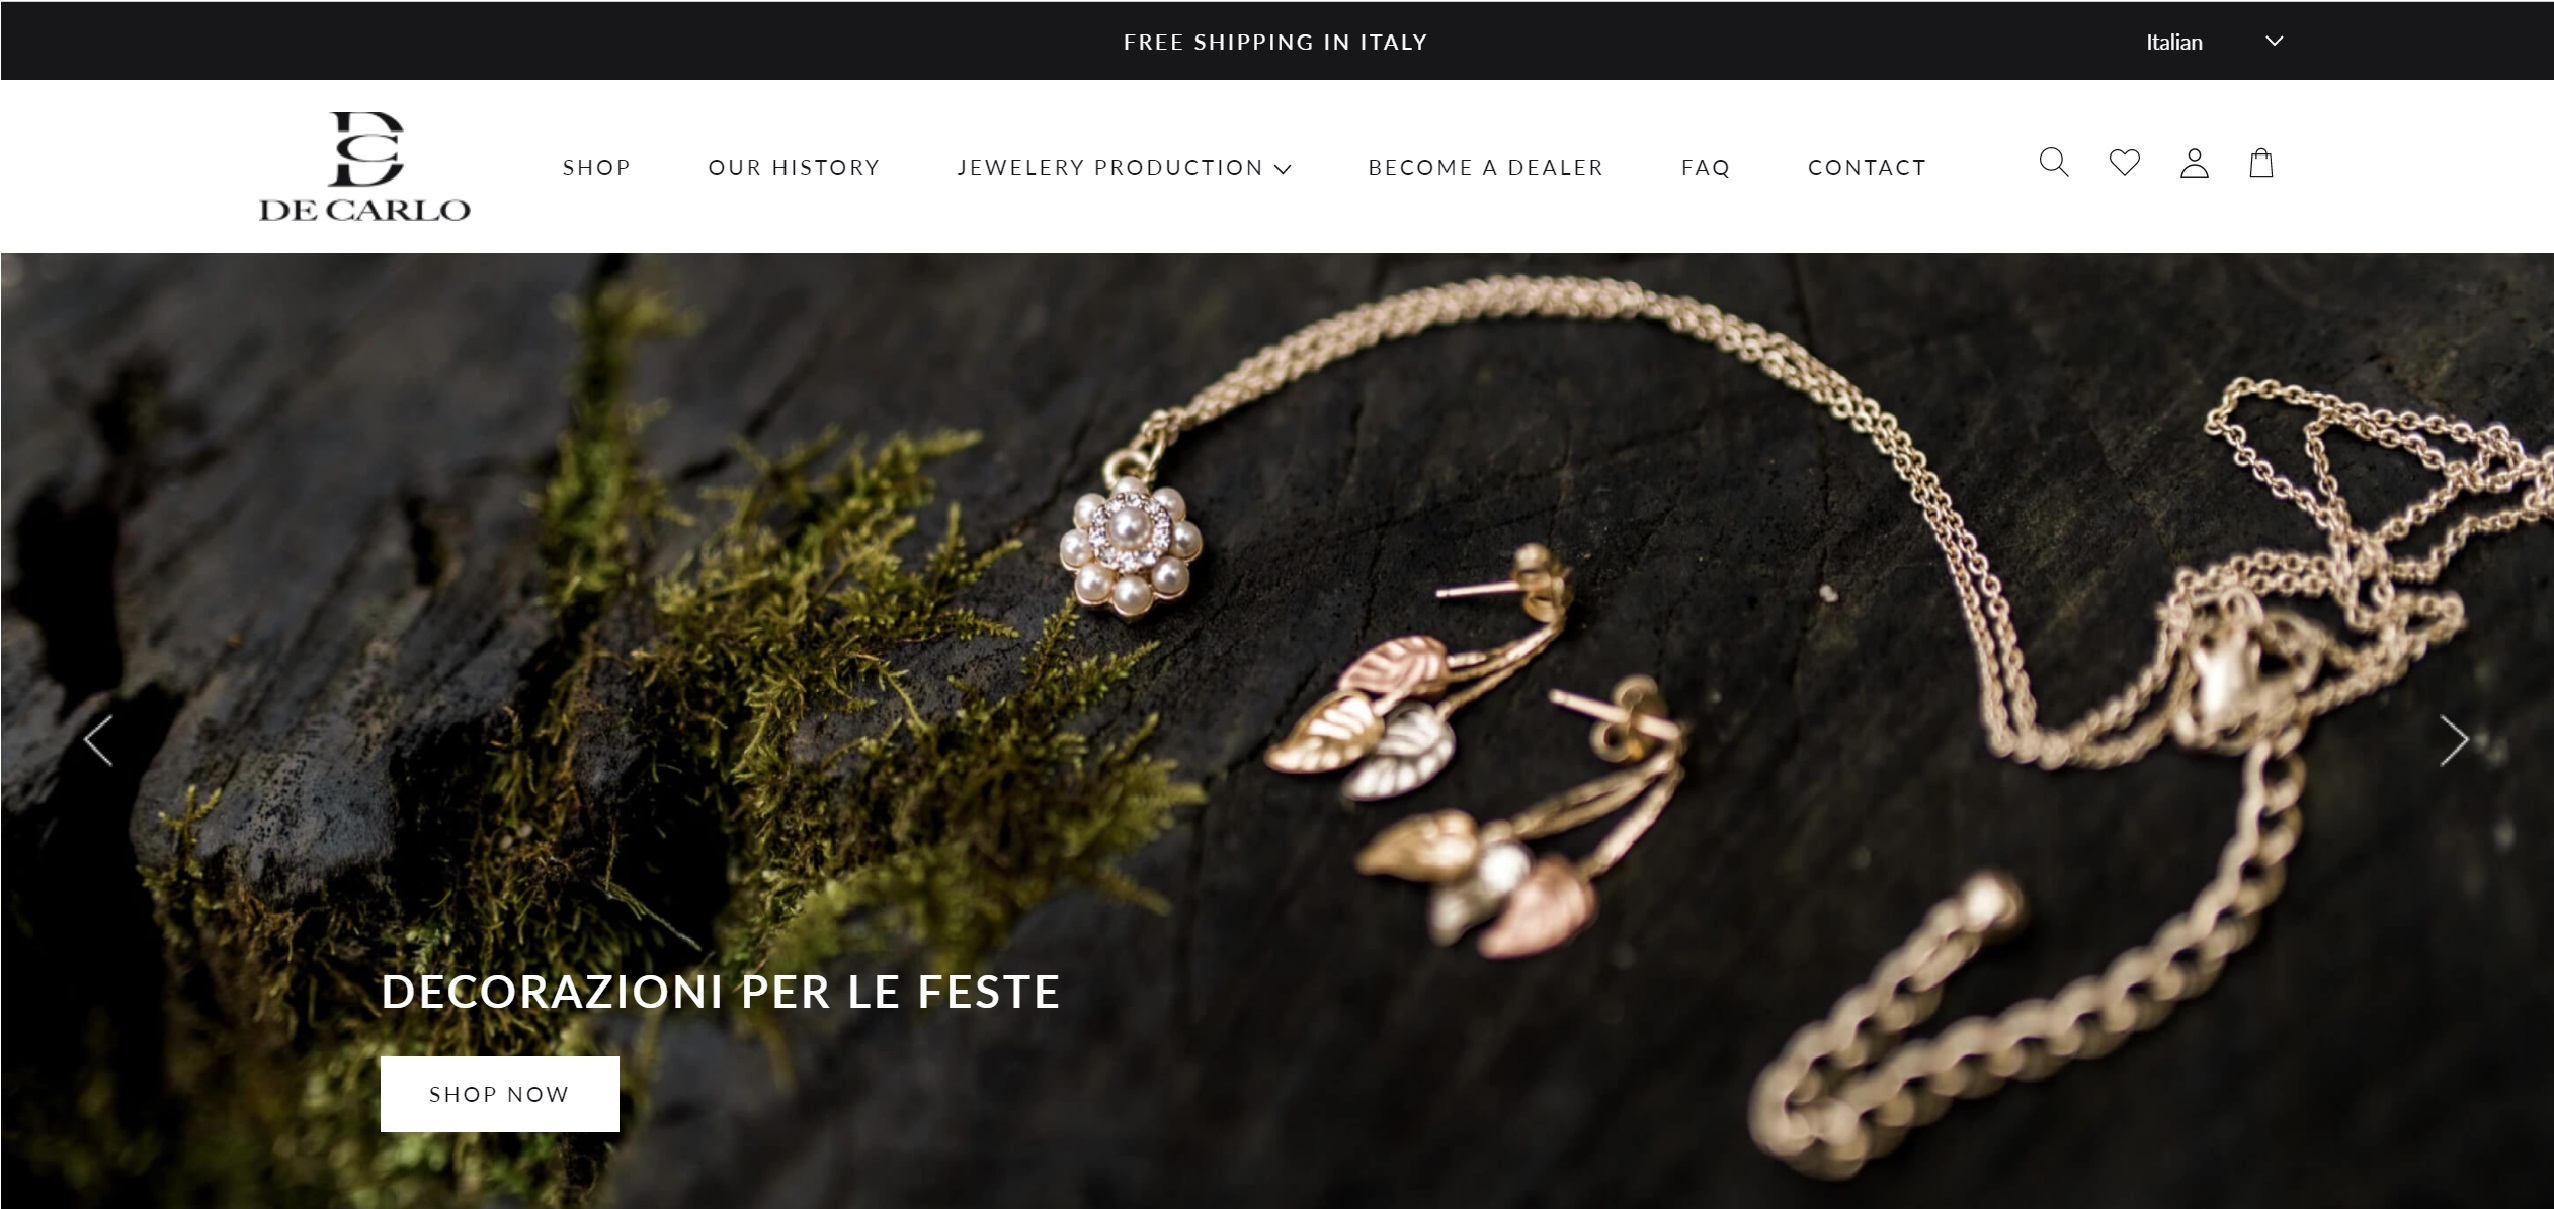 FREE SHIPPING IN ITALY
Italian
DC
DE CARLO
SHOP
OUR HISTORY
JEWELERY PRODUCTION
BECOME A DEALER
FAQ
CONTACT
DECORAZIONI PER LE FESTE
SHOP NOW